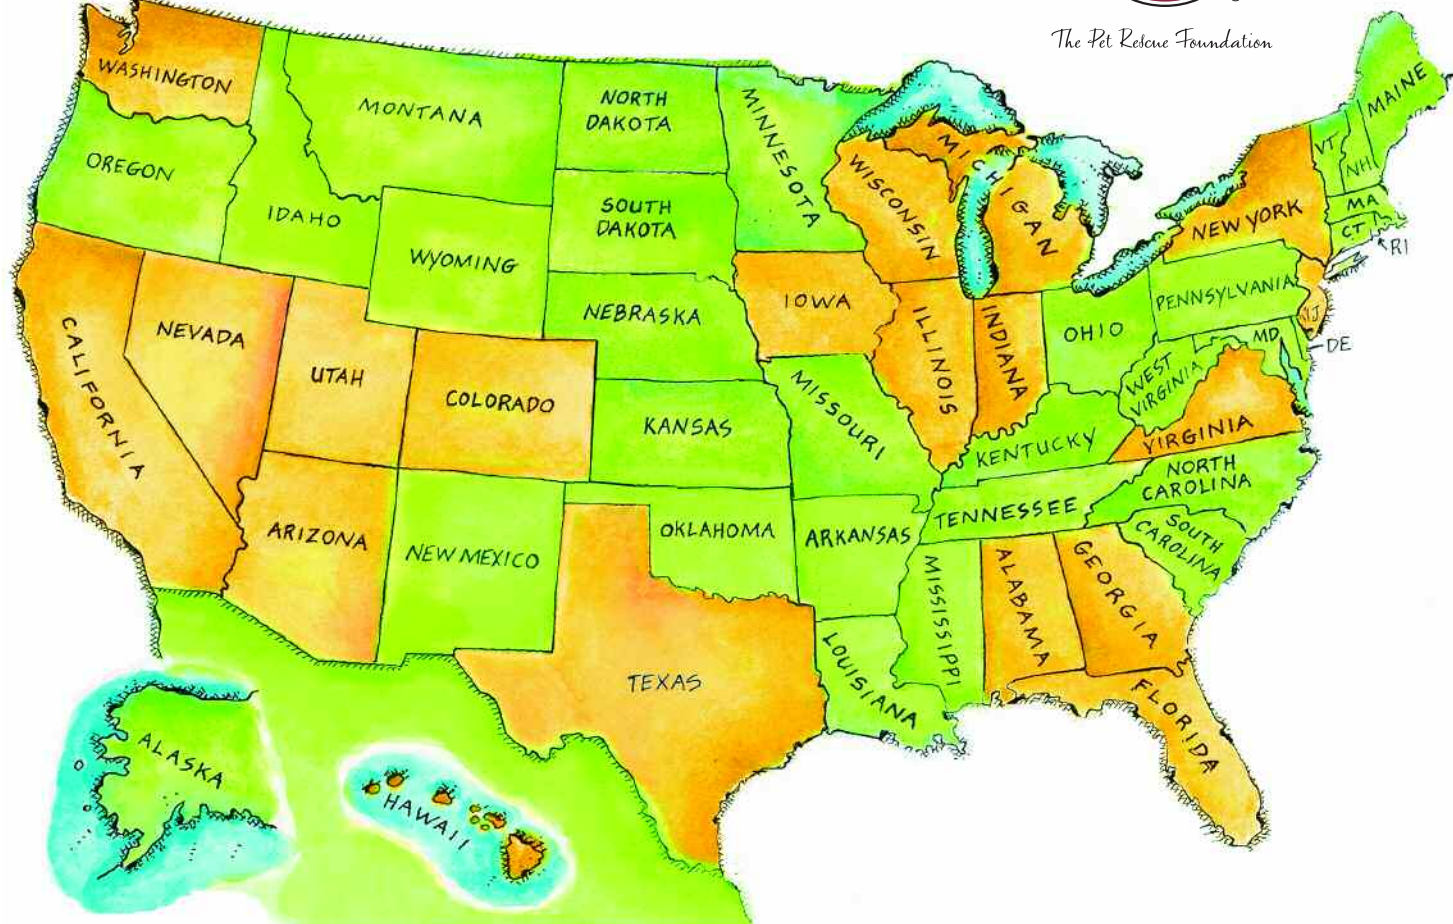 The Pet Rescue Foundation
WASHINGTON
MONTANA
NORTH
DAKOTA
MINNESOTA
MAINE
OREGON
IDAHO
SOUTH
DAKOTA
WISCONSIN
MICHIGAN
VT
NH
MA
NEW YORK
CT
RI
WYOMING
NEBRASKA
IOWA
PENNSYLVANIA
NJ
CALIFORNIA
NEVADA
UTAH
COLORADO
KANSAS
MISSOURI
ILLINOIS
INDIANA
OHIO
MD
DE
WEST
VIRGINIA
VIRGINIA
KENTUCKY
ARIZONA
NEW MEXICO
OKLAHOMA
ARKANSAS
TENNESSEE
NORTH
CAROLINA
SOUTH
CAROLINA
MISSISSIPPI
ALABAMA
GEORGIA
TEXAS
LOUISIANA
FLORIDA
ALASKA
HAWAII